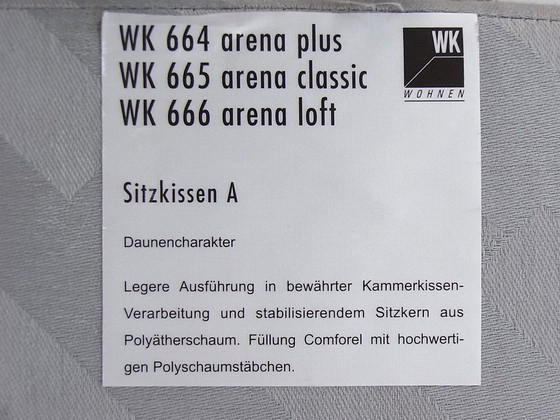 WK 664 arena plus
WK 665 arena classic
WK 666 arena loft
WK
WOHNEN
Sitzkissen A
Daunencharakter
Legere Ausführung in bewährter Kammerkissen-
Verarbeitung und stabilisierendem Sitzkern aus
Polyätherschaum. Füllung Comforel mit hochwerti-
gen Polyschaumstäbchen.